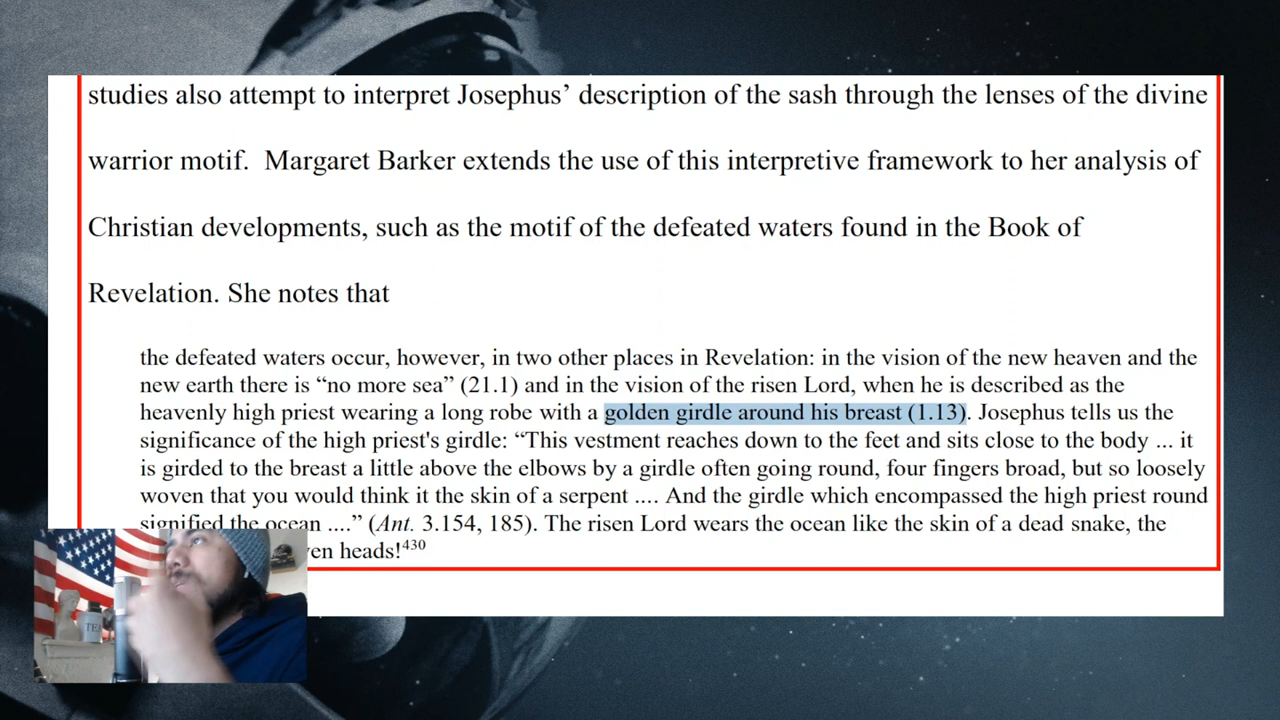 studies also attempt to interpret Josephus’ description of the sash through the lenses of the divine
warrior motif.  Margaret Barker extends the use of this interpretive framework to her analysis of
Christian developments, such as the motif of the defeated waters found in the Book of
Revelation. She notes that
the defeated waters occur, however, in two other places in Revelation: in the vision of the new heaven and the
new earth there is “no more sea” (21.1) and in the vision of the risen Lord, when he is described as the
heavenly high priest wearing a long robe with a golden girdle around his breast (1.13). Josephus tells us the
significance of the high priest's girdle: “This vestment reaches down to the feet and sits close to the body ... it
is girded to the breast a little above the elbows by a girdle often going round, four fingers broad, but so loosely
woven that you would think it the skin of a serpent .... And the girdle which encompassed the high priest round
signified the ocean ....” (Ant. 3.154, 185). The risen Lord wears the ocean like the skin of a dead snake, the
heads!430